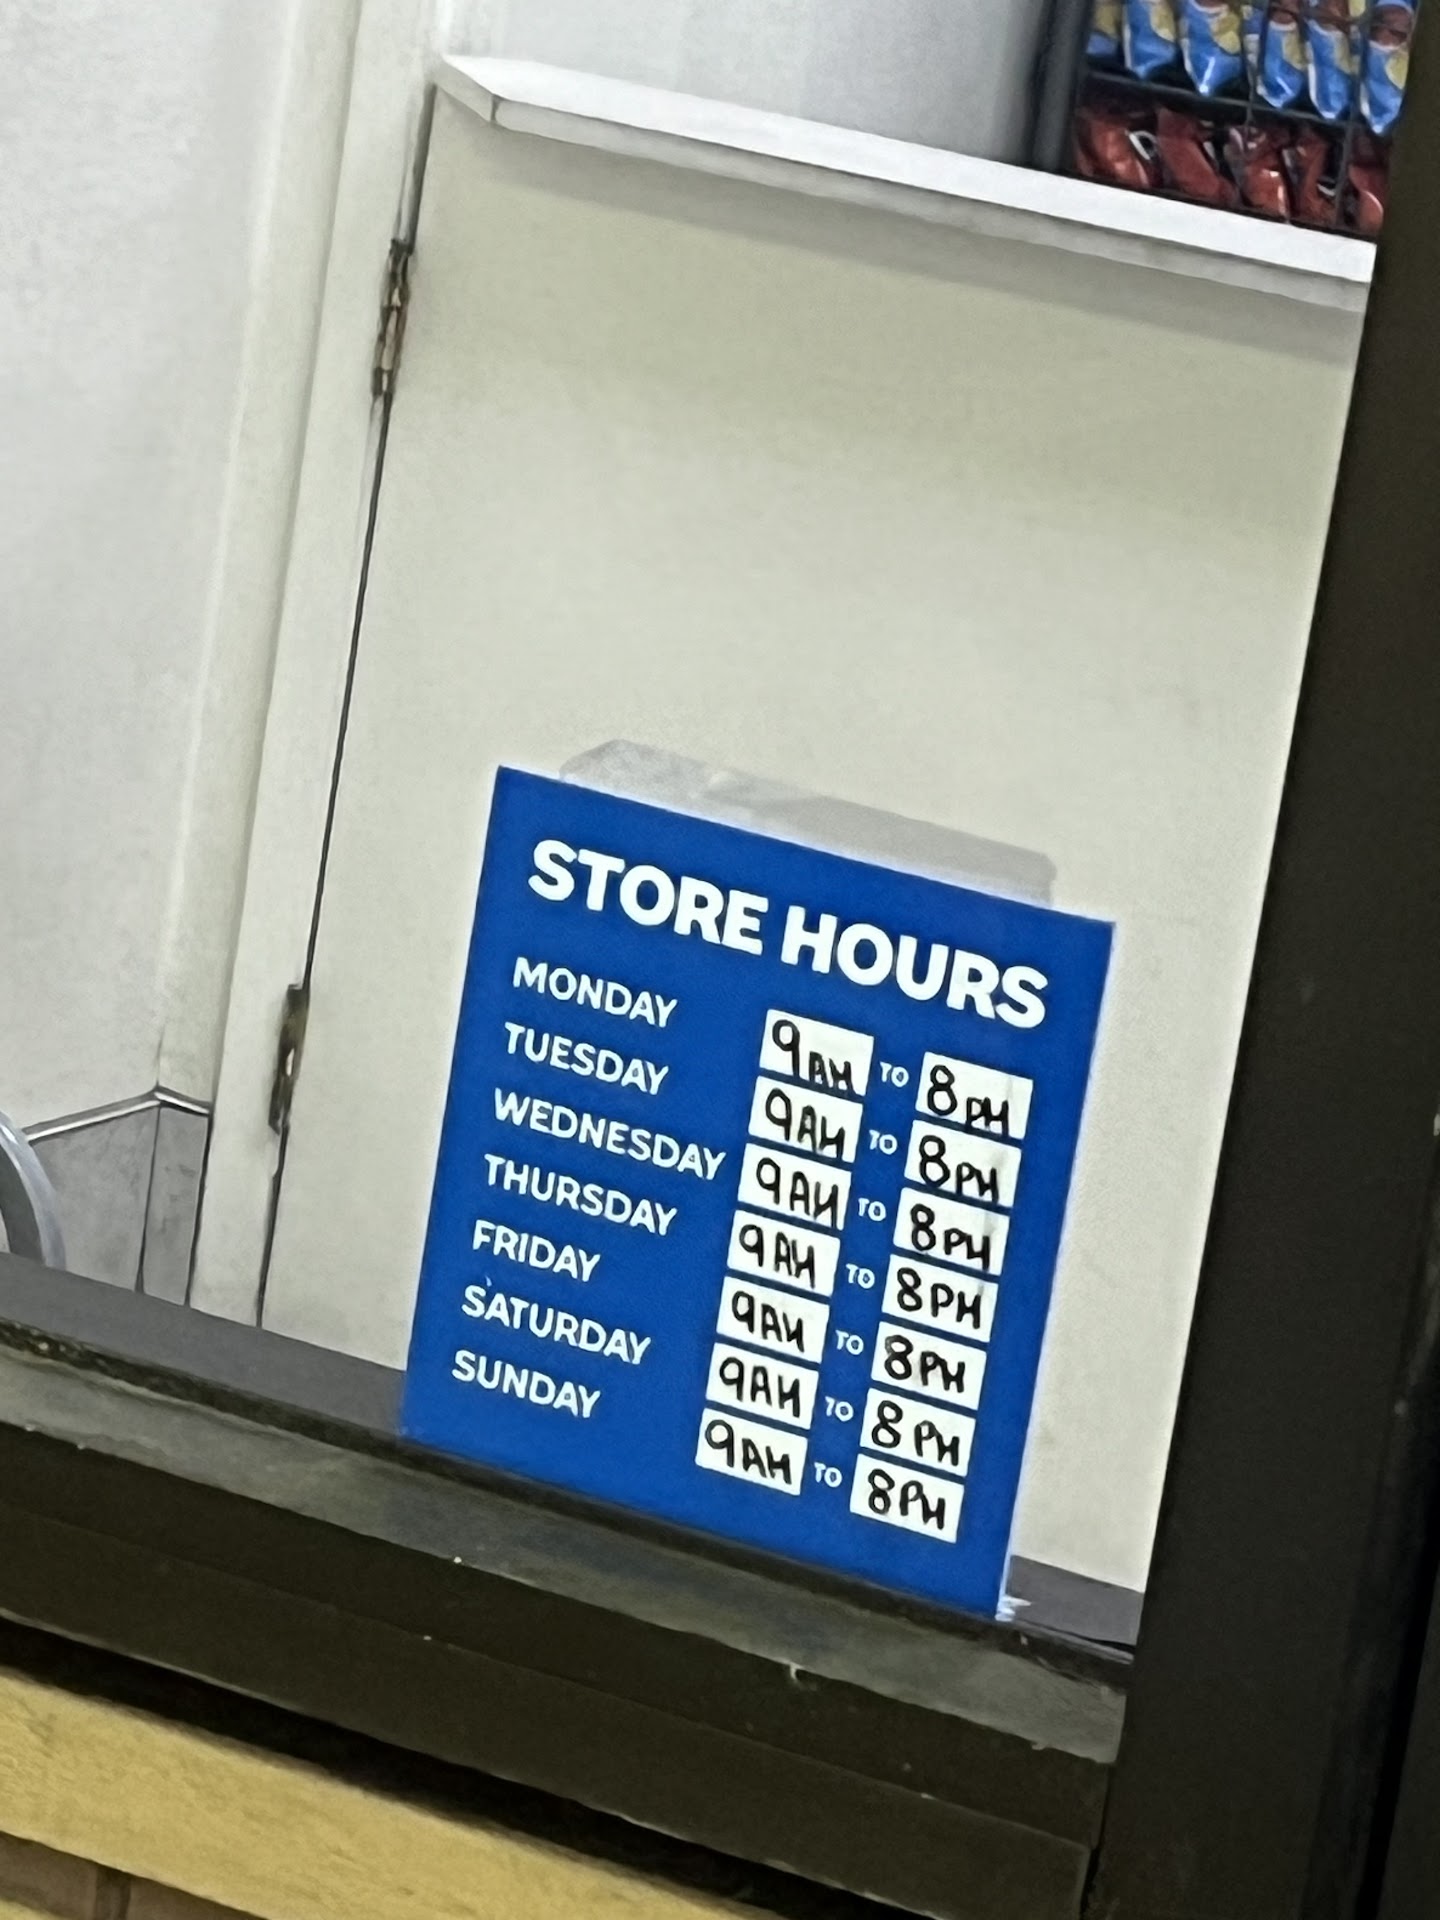 STORE HOURS
MONDAY 9AM TO 8PM
TUESDAY 9AM TO 8PM
WEDNESDAY 9AM TO 8PM
THURSDAY 9AM TO 8PM
FRIDAY 9AM TO 8PM
SATURDAY 9AM TO 8PM
SUNDAY 9AM TO 8PM